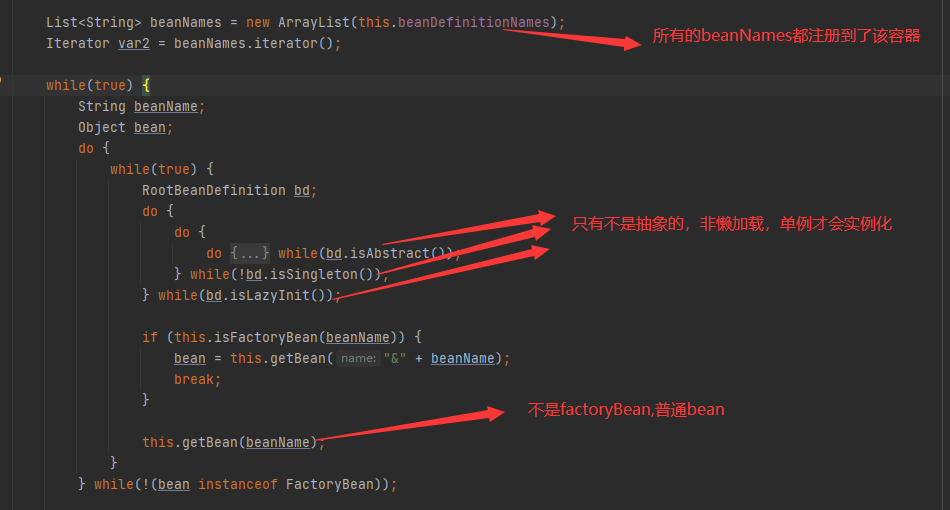 List<String> beanNames = new ArrayList(this.beanDefinitionNames);
所有的beanNames都注册到了该容器
Iterator var2 = beanNames.iterator();
while(true) {
String beanName;
Object bean;
do {
while(true) {
RootBeanDefinition bd;
do {
只有不是抽象的，非懒加载，单例才会实例化
do {
do {...} while(bd.isAbstract());
} while(!bd.isSingleton());
} while(bd.isLazyInit());
if (this.isFactoryBean(beanName)) {
bean = this.getBean( name: "&" + beanName);
break;
}
不是factoryBean,普通bean
this.getBean(beanName);
}
} while(!(bean instanceof FactoryBean));